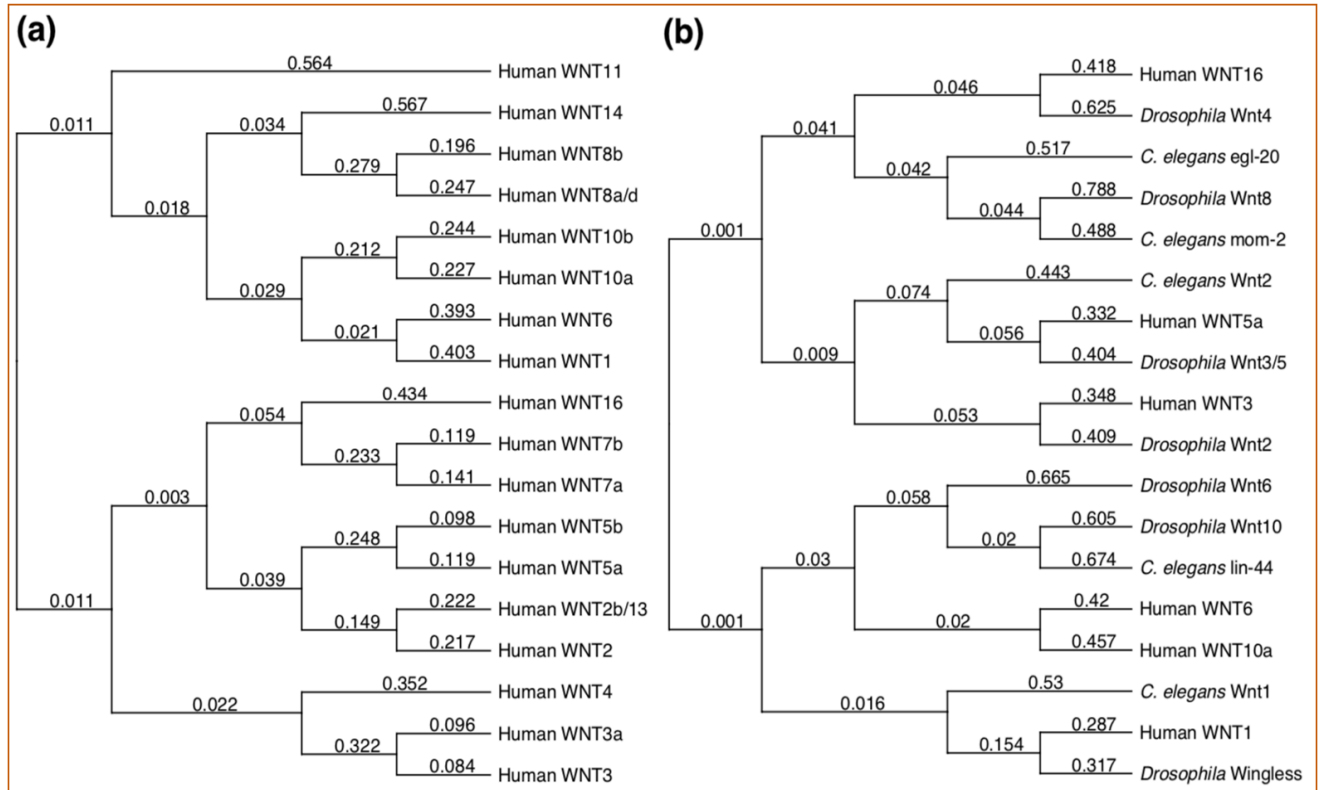 (a)
0.564
Human WNT11
0.011
0.567
Human WNT14
0.034
0.196
Human WNT8b
0.279
0.247
Human WNT8a/d
0.018
0.244
Human WNT10b
0.212
0.227
Human WNT10a
0.029
0.393
Human WNT6
0.021
0.403
Human WNT1
0.434
Human WNT16
0.054
0.119
Human WNT7b
0.233
0.141
Human WNT7a
0.003
0.098
Human WNT5b
0.248
0.119
Human WNT5a
0.039
0.222
Human WNT2b/13
0.149
0.217
Human WNT2
0.011
0.352
Human WNT4
0.022
0.096
Human WNT3a
0.322
0.084
Human WNT3
(b)
0.418
Human WNT16
0.046
0.625
Drosophila Wnt4
0.041
0.517
C. elegans egl-20
0.042
0.788
Drosophila Wnt8
0.044
0.488
C. elegans mom-2
0.001
0.443
C. elegans Wnt2
0.074
0.332
Human WNT5a
0.056
0.404
Drosophila Wnt3/5
0.009
0.348
Human WNT3
0.053
0.409
Drosophila Wnt2
0.665
Drosophila Wnt6
0.058
0.605
Drosophila Wnt10
0.02
0.674
C. elegans lin-44
0.03
0.42
Human WNT6
0.02
0.457
Human WNT10a
0.001
0.53
C. elegans Wnt1
0.016
0.287
Human WNT1
0.154
0.317
Drosophila Wingless